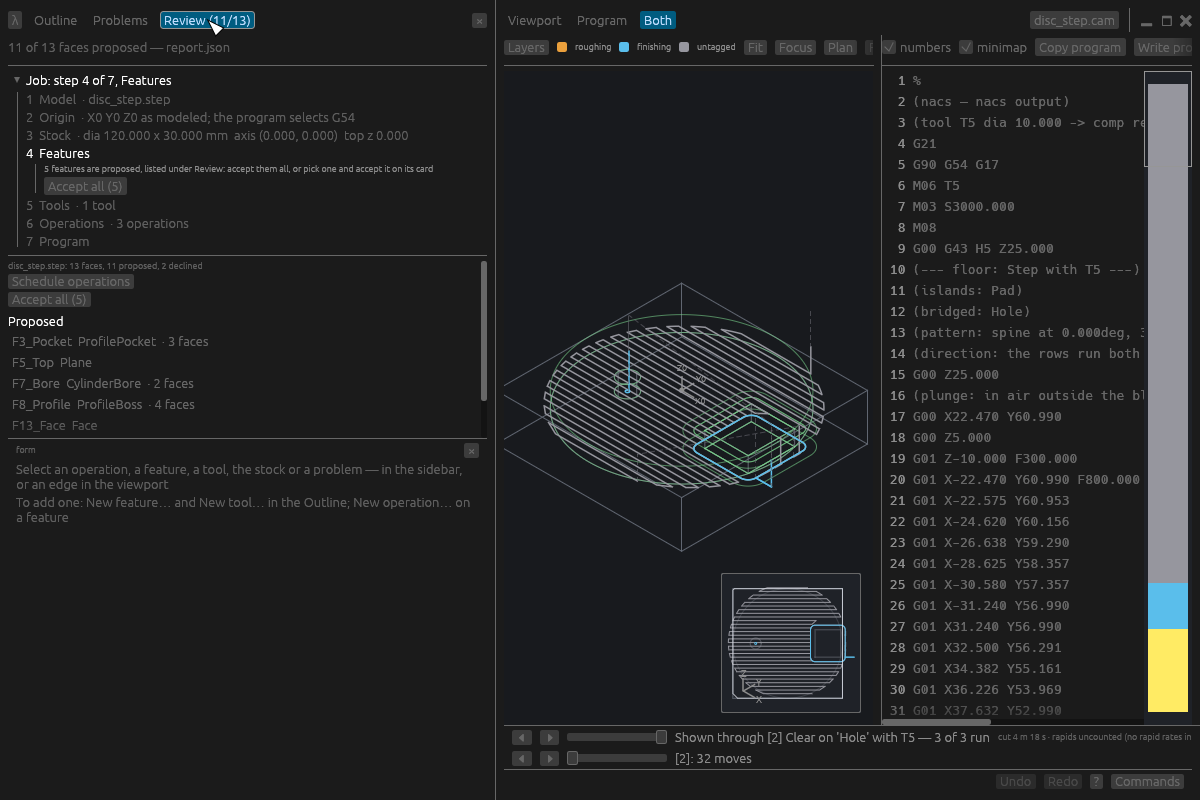 λ Outline Problems Review (11/13) ×
11 of 13 faces proposed — report.json
Job: step 4 of 7, Features
1 Model · disc_step.step
2 Origin · X0 Y0 Z0 as modeled; the program selects G54
3 Stock · dia 120.000 x 30.000 mm axis (0.000, 0.000) top z 0.000
4 Features
5 features are proposed, listed under Review: accept them all, or pick one and accept it on its card
Accept all (5)
5 Tools · 1 tool
6 Operations · 3 operations
7 Program
disc_step.step: 13 faces, 11 proposed, 2 declined
Schedule operations
Accept all (5)
Proposed
F3_Pocket ProfilePocket · 3 faces
F5_Top Plane
F7_Bore CylinderBore · 2 faces
F8_Profile ProfileBoss · 4 faces
F13_Face Face
form ×
Select an operation, a feature, a tool, the stock or a problem — in the sidebar,
or an edge in the viewport
To add one: New feature… and New tool… in the Outline; New operation… on
a feature
Viewport Program Both disc_step.cam
Layers roughing finishing untagged Fit Focus Plan
numbers minimap Copy program Write pro
Z0 Y0
X0
Z
Y
X
1 %
2 (nacs — nacs output)
3 (tool T5 dia 10.000 -> comp re
4 G21
5 G90 G54 G17
6 M06 T5
7 M03 S3000.000
8 M08
9 G00 G43 H5 Z25.000
10 (--- floor: Step with T5 ---)
11 (islands: Pad)
12 (bridged: Hole)
13 (pattern: spine at 0.000deg, 3
14 (direction: the rows run both
15 G00 Z25.000
16 (plunge: in air outside the bl
17 G00 X22.470 Y60.990
18 G00 Z5.000
19 G01 Z-10.000 F300.000
20 G01 X-22.470 Y60.990 F800.000
21 G01 X-22.575 Y60.953
22 G01 X-24.620 Y60.156
23 G01 X-26.638 Y59.290
24 G01 X-28.625 Y58.357
25 G01 X-30.580 Y57.357
26 G01 X-31.240 Y56.990
27 G01 X31.240 Y56.990
28 G01 X32.500 Y56.291
29 G01 X34.382 Y55.161
30 G01 X36.226 Y53.969
31 G01 X37.632 Y52.990
Shown through [2] Clear on 'Hole' with T5 — 3 of 3 run cut 4 m 18 s · rapids uncounted (no rapid rates in
[2]: 32 moves
Undo Redo ? Commands